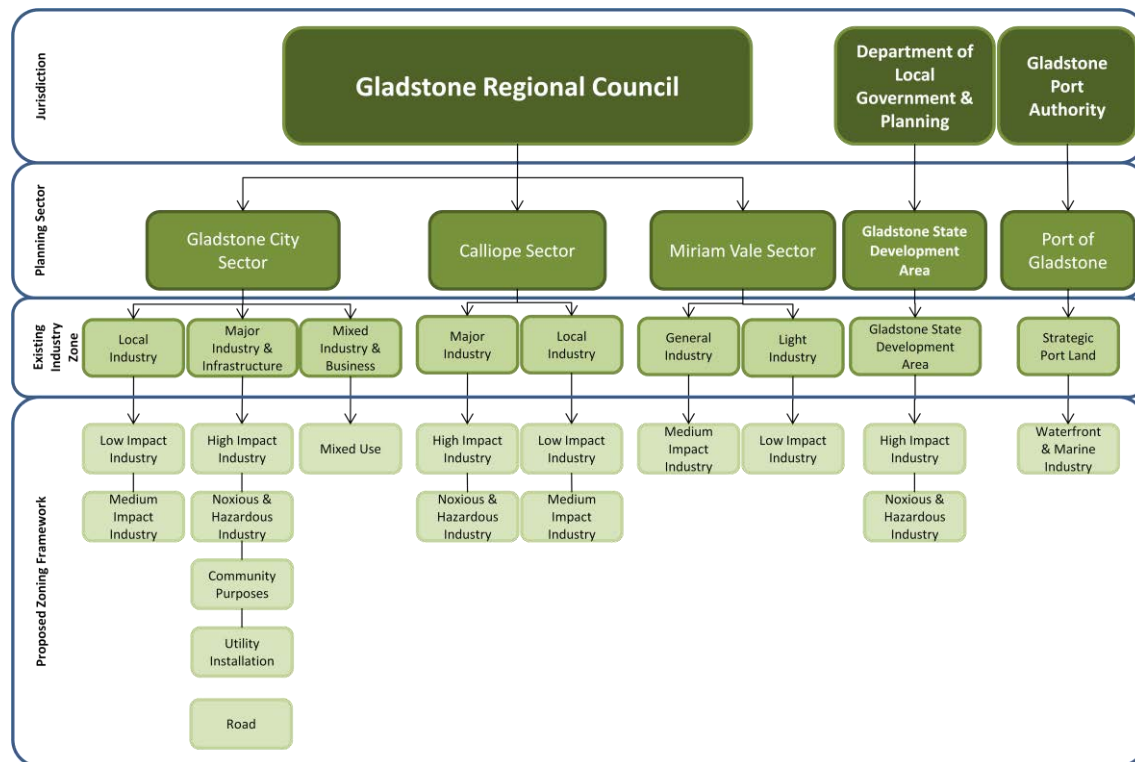 Jurisdiction
Gladstone Regional Council
Department of
Local
Government &
Planning
Gladstone
Port
Authority
Planning Sector
Gladstone City
Sector
Calliope Sector
Miriam Vale Sector
Gladstone State
Development
Area
Port of
Gladstone
Existing
Industry
Zone
Local
Industry
Major
Industry &
Infrastructure
Mixed
Industry &
Business
Major
Industry
Local
Industry
General
Industry
Light
Industry
Gladstone State
Development
Area
Strategic
Port Land
Proposed Zoning Framework
Low Impact
Industry
High Impact
Industry
Mixed Use
High Impact
Industry
Low Impact
Industry
Medium
Impact
Industry
Low Impact
Industry
High Impact
Industry
Waterfront
& Marine
Industry
Medium
Impact
Industry
Noxious &
Hazardous
Industry
Noxious &
Hazardous
Industry
Medium
Impact
Industry
Noxious &
Hazardous
Industry
Community
Purposes
Utility
Installation
Road